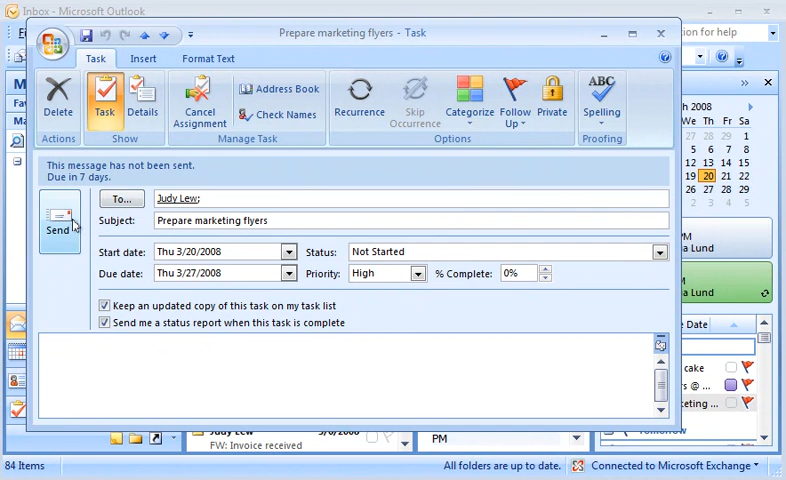 Inbox - Microsoft Outlook
Prepare marketing flyers - Task
Task
Insert
Format Text
Delete
Task
Details
Cancel
Assignment
Address Book
Check Names
Recurrence
Skip
Occurrence
Categorize
Follow
Up
Private
ABC
Spelling
Actions
Show
Manage Task
Options
Proofing
This message has not been sent.
Due in 7 days.
Send
To...
Judy Lew;
Subject:
Prepare marketing flyers
Start date:
Thu 3/20/2008
Status:
Not Started
Due date:
Thu 3/27/2008
Priority:
High
% Complete:
0%
Keep an updated copy of this task on my task list
Send me a status report when this task is complete
tion for help
h 2008
We Th Fr Sa
27 28 29 1
5 6 7 8
12 13 14 15
19 20 21 22
26 27 28 29
2 3 4 5
PM
a Lund
PM
a Lund
e Date
cake
rs @ ...
keting ...
Tomorrow
Judy Lew
FW: Invoice received
PM
84 Items
All folders are up to date.
Connected to Microsoft Exchange